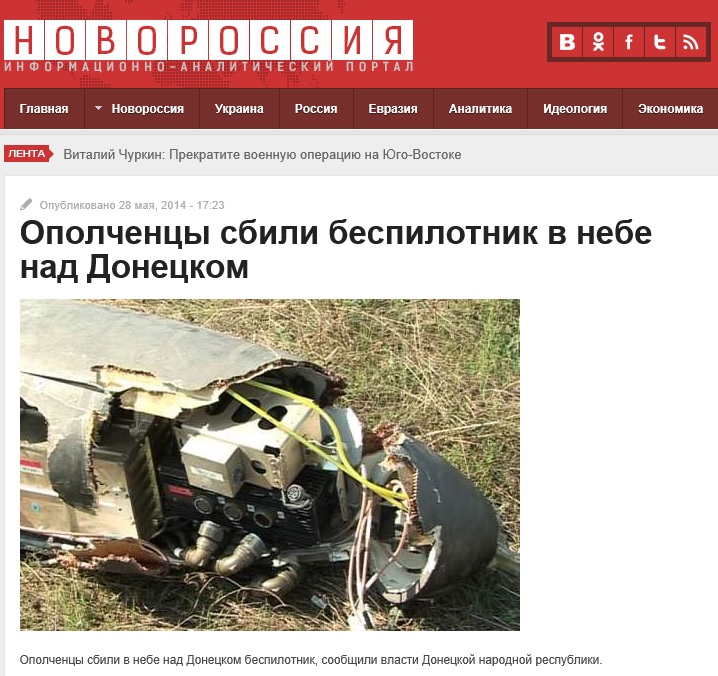 НОВОРОССИЯ
ИНФОРМАЦИОННО-АНАЛИТИЧЕСКИЙ ПОРТАЛ
Главная Новороссия Украина Россия Евразия Аналитика Идеология Экономика
ЛЕНТА Виталий Чуркин: Прекратите военную операцию на Юго-Востоке
Опубликовано 28 мая, 2014 - 17:23
Ополченцы сбили беспилотник в небе
над Донецком
Ополченцы сбили в небе над Донецком беспилотник, сообщили власти Донецкой народной республики.